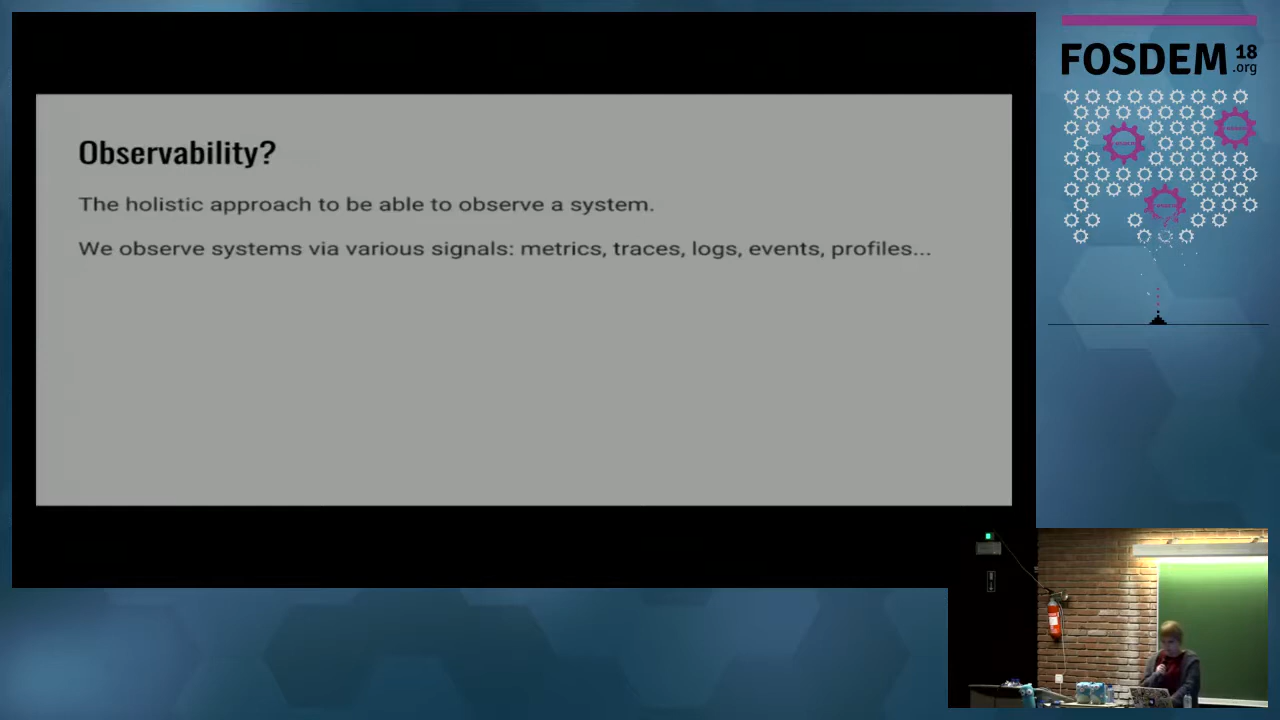 Observability?
The holistic approach to be able to observe a system.
We observe systems via various signals: metrics, traces, logs, events, profiles...
FOSDEM 18
.org